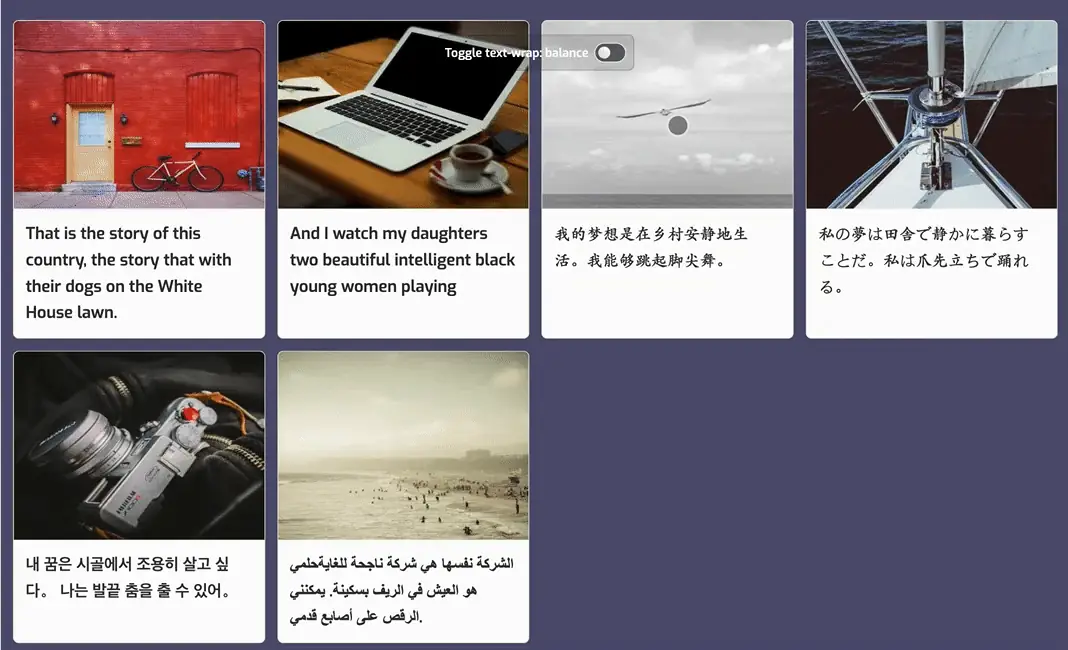 Toggle text-wrap: balance
That is the story of this
country, the story that with
their dogs on the White
House lawn.
And I watch my daughters
two beautiful intelligent black
young women playing
我的梦想是在乡村安静地生
活。我能够跳起脚尖舞。
私の夢は田舎で静かに暮らす
ことだ。私は爪先立ちで踊れ
る。
내 꿈은 시골에서 조용히 살고 싶
다。 나는 발끝 춤을 출 수 있어。
الشركة نفسها هي شركة ناجحة للغايةحلمي
هو العيش في الريف بسكينة. يمكنني
الرقص على أصابع قدمي.